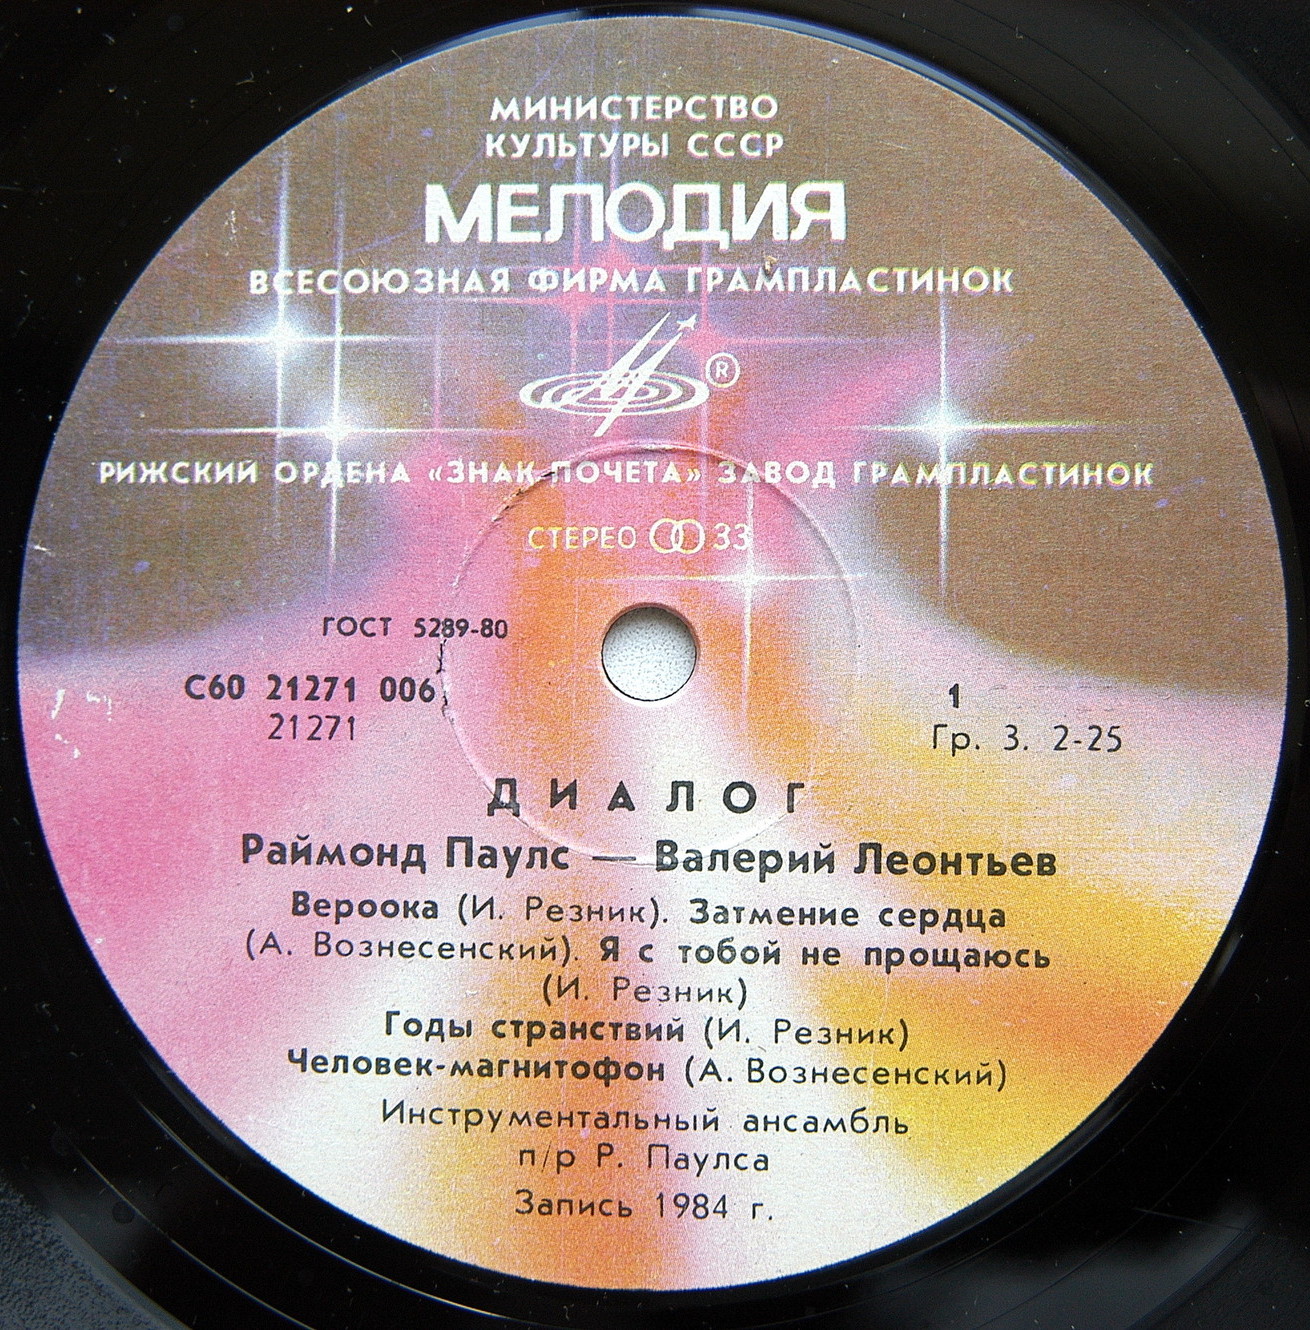 МИНИСТЕРСТВО
КУЛЬТУРЫ СССР
МЕЛОДИЯ
ВСЕСОЮЗНАЯ ФИРМА ГРАМПЛАСТИНОК
®
РИЖСКИЙ ОРДЕНА «ЗНАК ПОЧЕТА» ЗАВОД ГРАМПЛАСТИНОК
СТЕРЕО 33
ГОСТ 5289-80
С60 21271 006
21271
1
Гр. 3. 2-25
ДИАЛОГ
Раймонд Паулс — Валерий Леонтьев
Вероока (И. Резник). Затмение сердца
(А. Вознесенский). Я с тобой не прощаюсь
(И. Резник)
Годы странствий (И. Резник)
Человек-магнитофон (А. Вознесенский)
Инструментальный ансамбль
п/р Р. Паулса
Запись 1984 г.